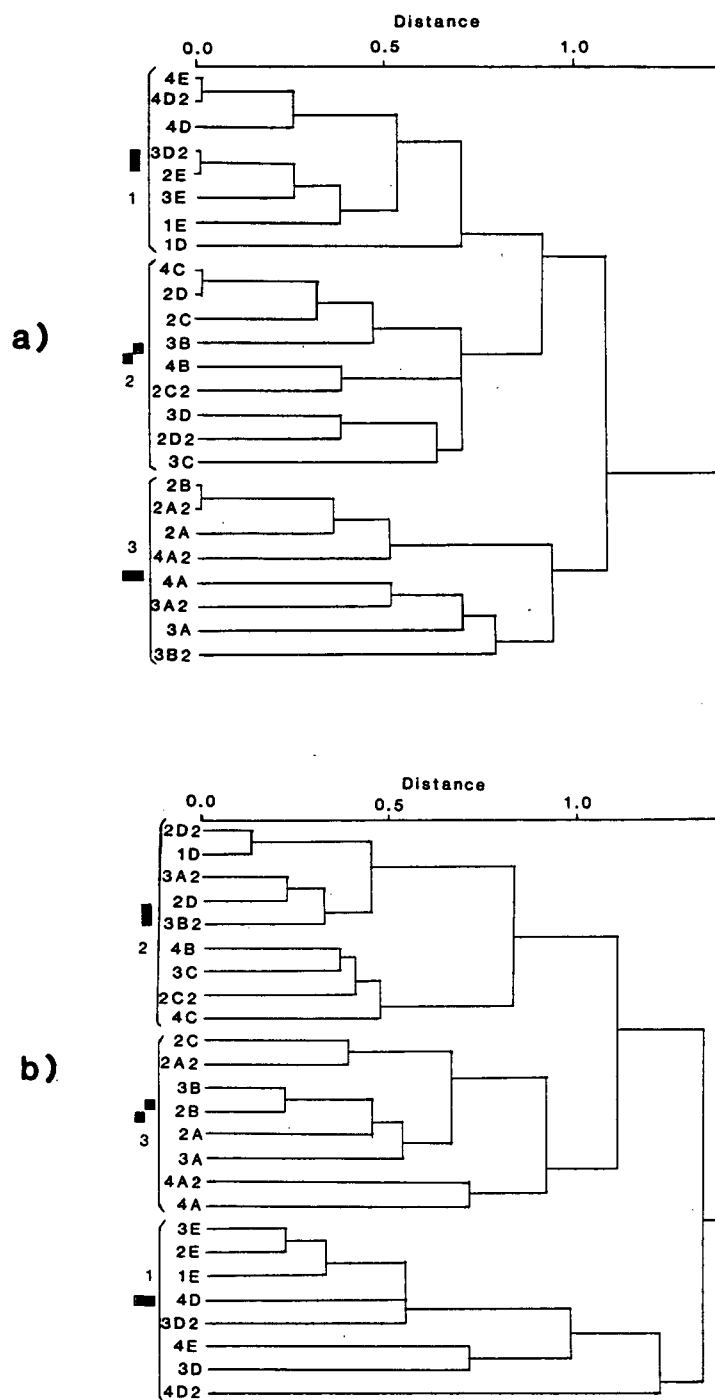 Distance
0.0 0.5 1.0
4E
4D2
4D
3D2
2E
3E
1
1E
1D
4C
2D
2C
a)
3B
4B
2
2C2
3D
2D2
3C
2B
2A2
2A
3
4A2
4A
3A2
3A
3B2
Distance
0.0 0.5 1.0
2D2
1D
3A2
2D
3B2
4B
2
3C
2C2
4C
2C
2A2
b)
3B
2B
2A
3
3A
4A2
4A
3E
2E
1
1E
4D
3D2
4E
3D
4D2